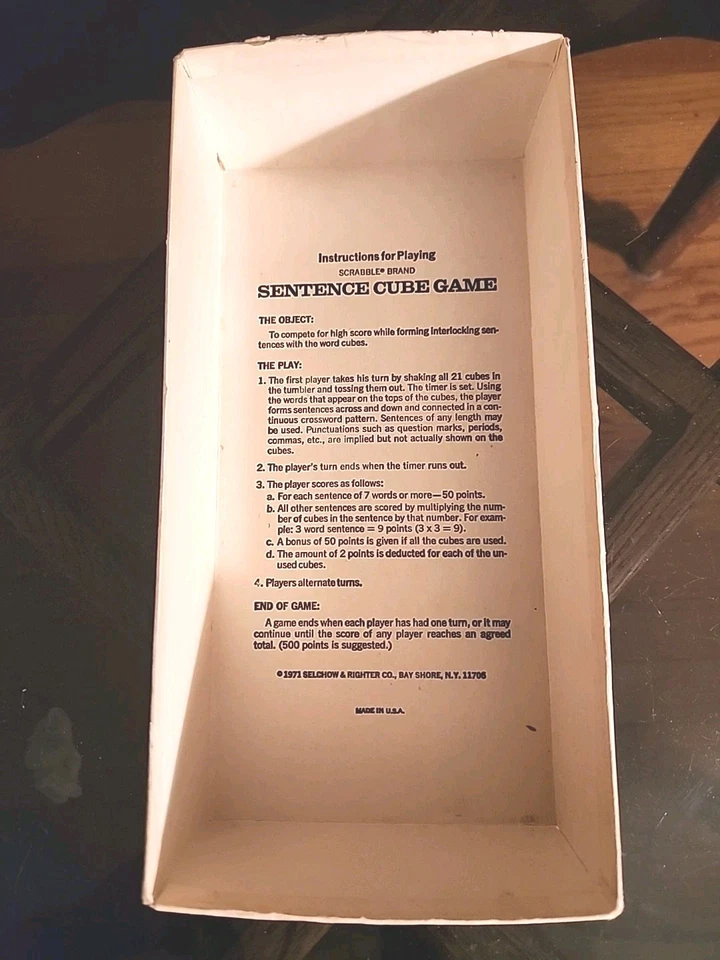 Instructions for Playing
SCRABBLE® BRAND
SENTENCE CUBE GAME
THE OBJECT:
To compete for high score while forming interlocking sen-
tences with the word cubes.
THE PLAY:
1. The first player takes his turn by shaking all 21 cubes in
the tumbler and tossing them out. The timer is set. Using
the words that appear on the tops of the cubes, the player
forms sentences across and down and connected in a con-
tinuous crossword pattern. Sentences of any length may
be used. Punctuations such as question marks, periods,
commas, etc., are implied but not actually shown on the
cubes.
2. The player's turn ends when the timer runs out.
3. The player scores as follows:
a. For each sentence of 7 words or more—50 points.
b. All other sentences are scored by multiplying the num-
ber of cubes in the sentence by that number. For exam-
ple: 3 word sentence = 9 points (3 x 3 = 9).
c. A bonus of 50 points is given if all the cubes are used.
d. The amount of 2 points is deducted for each of the un-
used cubes.
4. Players alternate turns.
END OF GAME:
A game ends when each player has had one turn, or it may
continue until the score of any player reaches an agreed
total. (500 points is suggested.)
©1971 SELCHOW & RIGHTER CO., BAY SHORE, N.Y. 11706
MADE IN U.S.A.